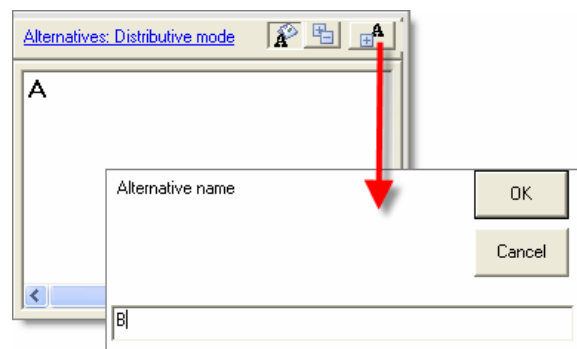 Alternatives: Distributive mode
A
Alternative name
OK
Cancel
B